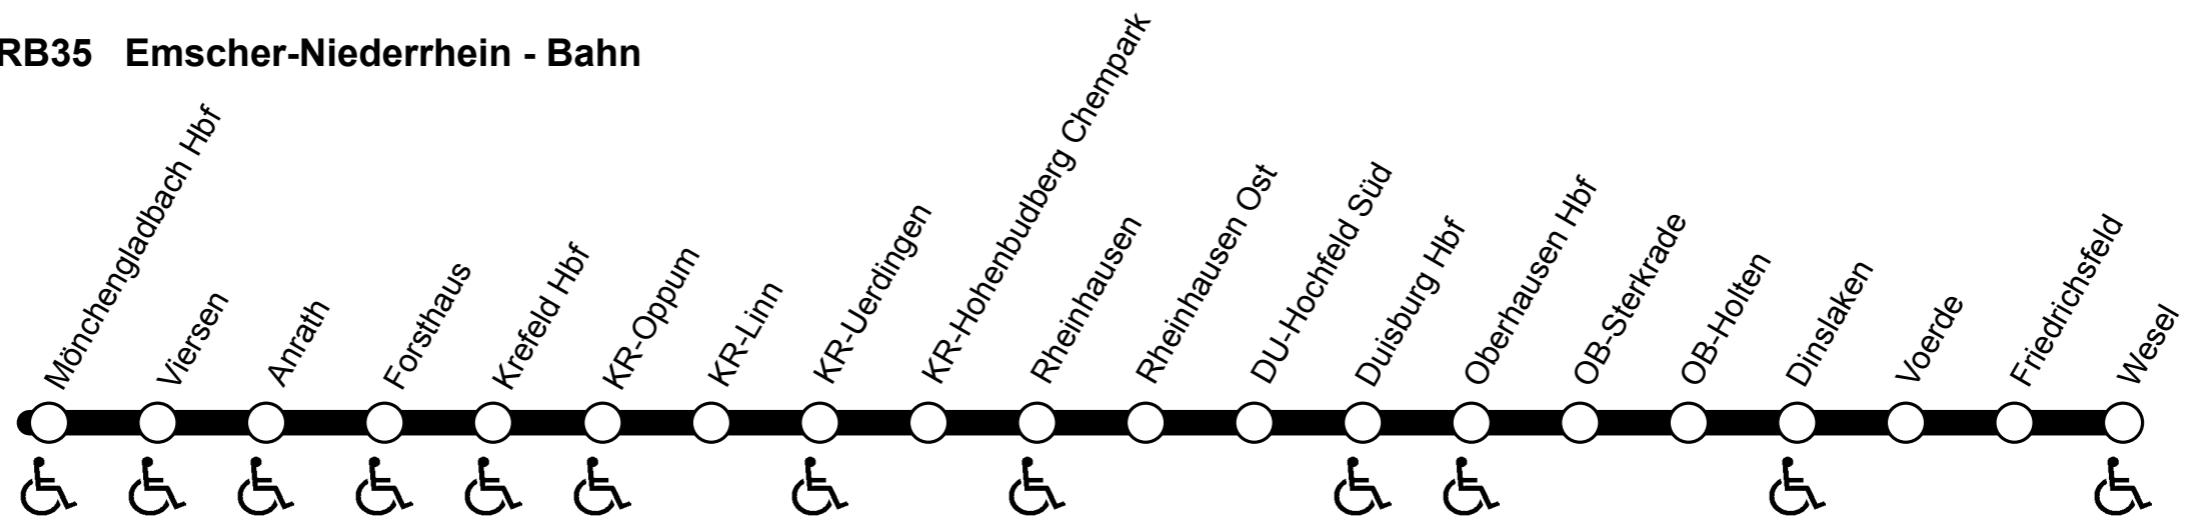 RB35 Emscher-Niederrhein - Bahn
Mönchengladbach Hbf
Viersen
Anrath
Forsthaus
Krefeld Hbf
KR-Oppum
KR-Linn
KR-Uerdingen
KR-Hohenbudberg Chempark
Rheinhausen
Rheinhausen Ost
DU-Hochfeld Süd
Duisburg Hbf
Oberhausen Hbf
OB-Sterkrade
OB-Holten
Dinslaken
Voerde
Friedrichsfeld
Wesel